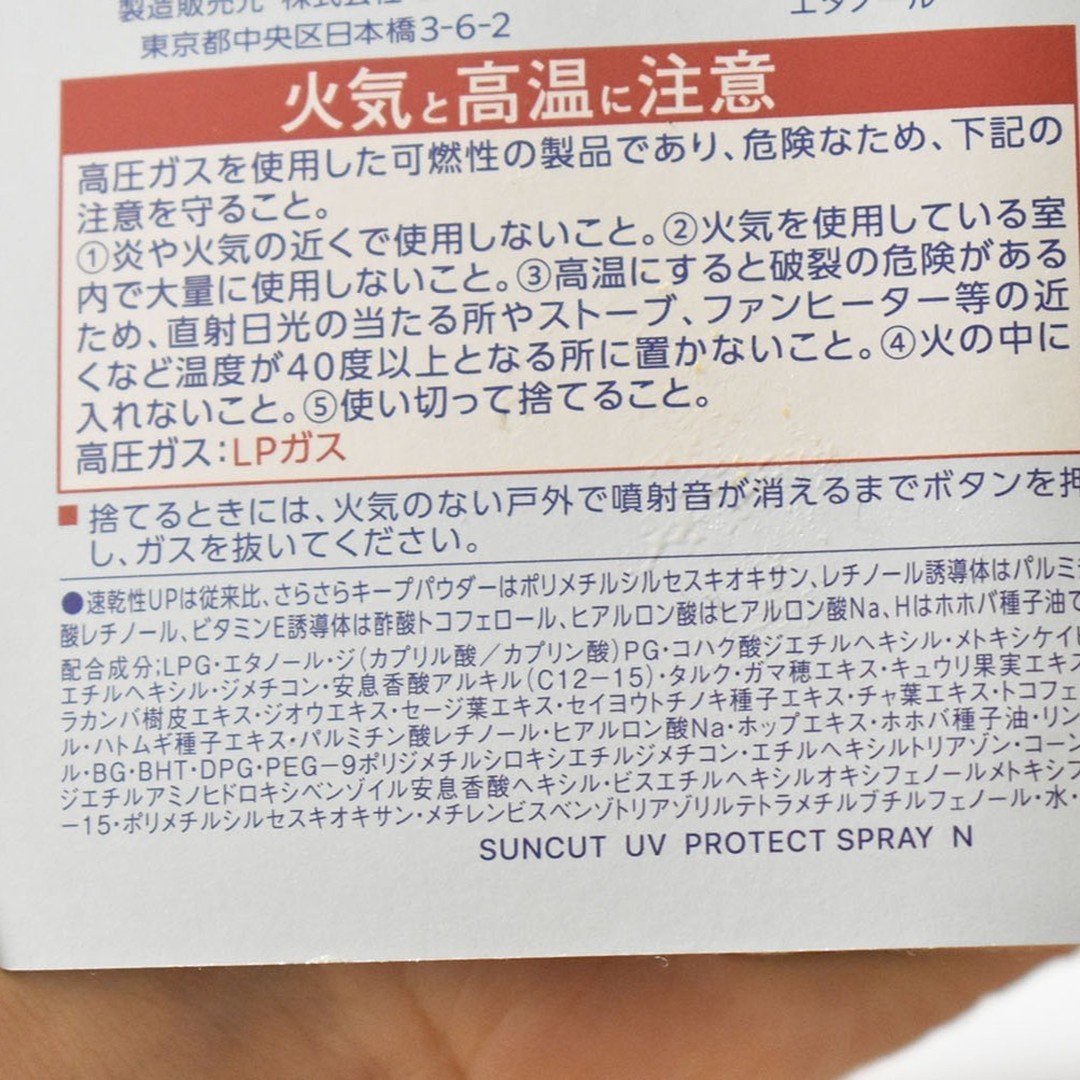 製造販売元 株式会社
エタノール
東京都中央区日本橋3-6-2
火気と高温に注意
高圧ガスを使用した可燃性の製品であり、危険なため、下記の
注意を守ること。
①炎や火気の近くで使用しないこと。②火気を使用している室
内で大量に使用しないこと。③高温にすると破裂の危険がある
ため、直射日光の当たる所やストーブ、ファンヒーター等の近
くなど温度が40度以上となる所に置かないこと。④火の中に
入れないこと。⑤使い切って捨てること。
高圧ガス:LPガス
■ 捨てるときには、火気のない戸外で噴射音が消えるまでボタンを押
し、ガスを抜いてください。
●速乾性UPは従来比、さらさらキープパウダーはポリメチルシルセスキオキサン、レチノール誘導体はパルミチ
酸レチノール、ビタミンE誘導体は酢酸トコフェロール、ヒアルロン酸はヒアルロン酸Na、Hはホホバ種子油で
配合成分;LPG・エタノール・ジ(カプリル酸/カプリン酸)PG・コハク酸ジエチルヘキシル・メトキシケイヒ
エチルヘキシル・ジメチコン・安息香酸アルキル(C12-15)・タルク・ガマ穂エキス・キュウリ果実エキス
ラカンバ樹皮エキス・ジオウエキス・セージ葉エキス・セイヨウトチノキ種子エキス・チャ葉エキス・トコフェ
ル・ハトムギ種子エキス・パルミチン酸レチノール・ヒアルロン酸Na・ホップエキス・ホホバ種子油・リン
ル・BG・BHT・DPG・PEG-9ポリジメチルシロキシエチルジメチコン・エチルヘキシルトリアゾン・コーン
ジエチルアミノヒドロキシベンゾイル安息香酸ヘキシル・ビスエチルヘキシルオキシフェノールメトキシフ
-15・ポリメチルシルセスキオキサン・メチレンビスベンゾトリアゾリルテトラメチルブチルフェノール・水・
SUNCUT UV PROTECT SPRAY N